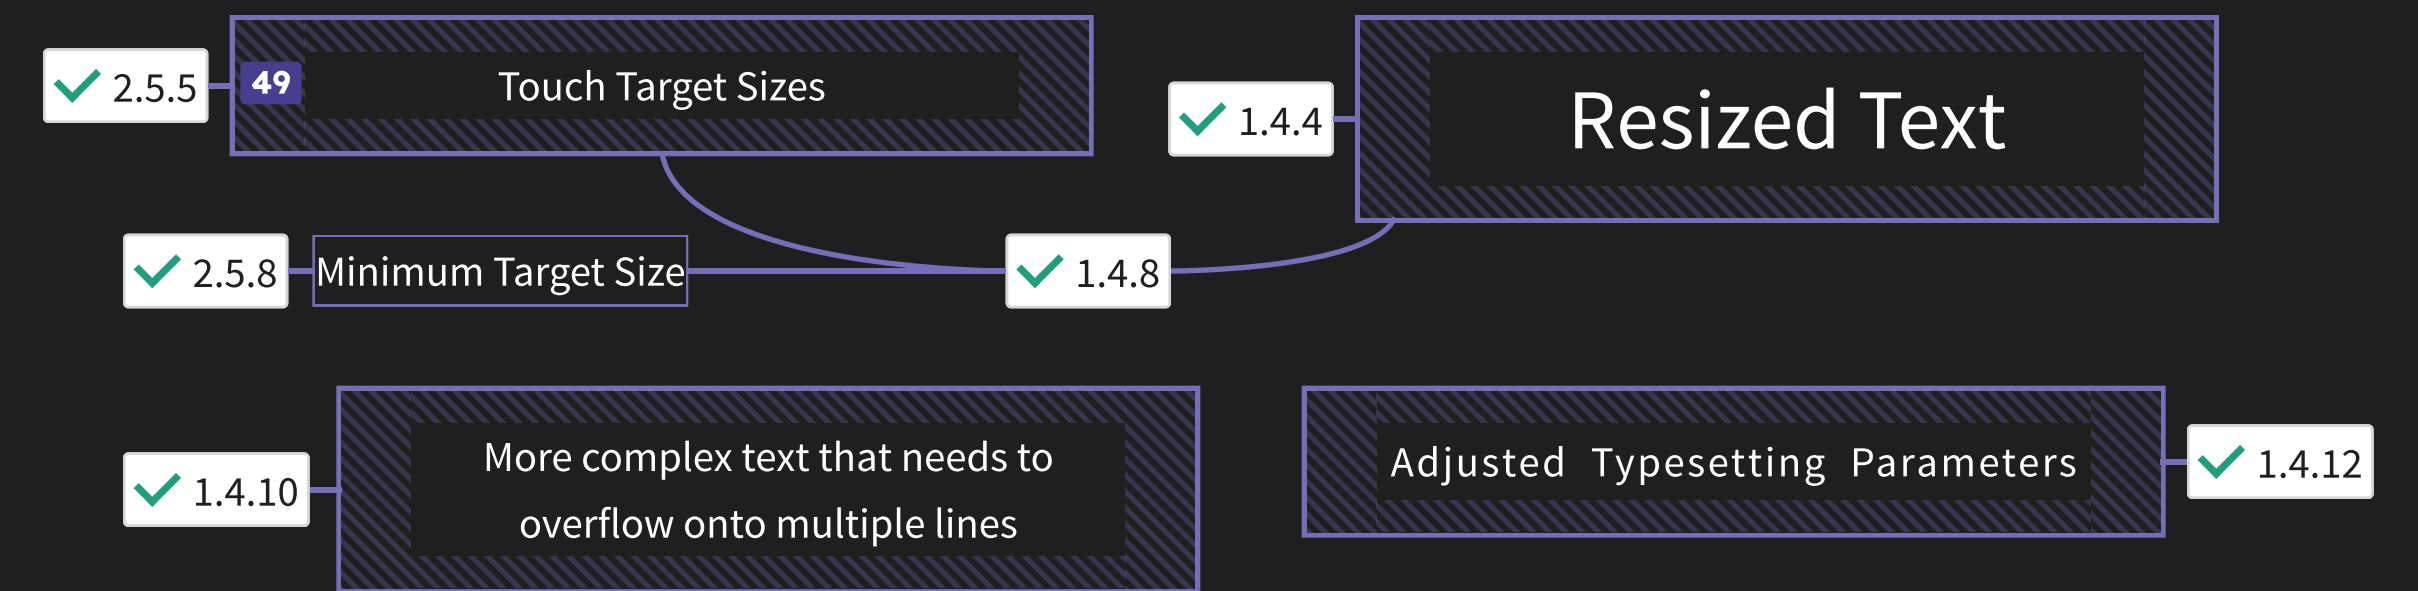 2.5.5
49
Touch Target Sizes
1.4.4
Resized Text
2.5.8
Minimum Target Size
1.4.8
1.4.10
More complex text that needs to
overflow onto multiple lines
Adjusted Typesetting Parameters
1.4.12